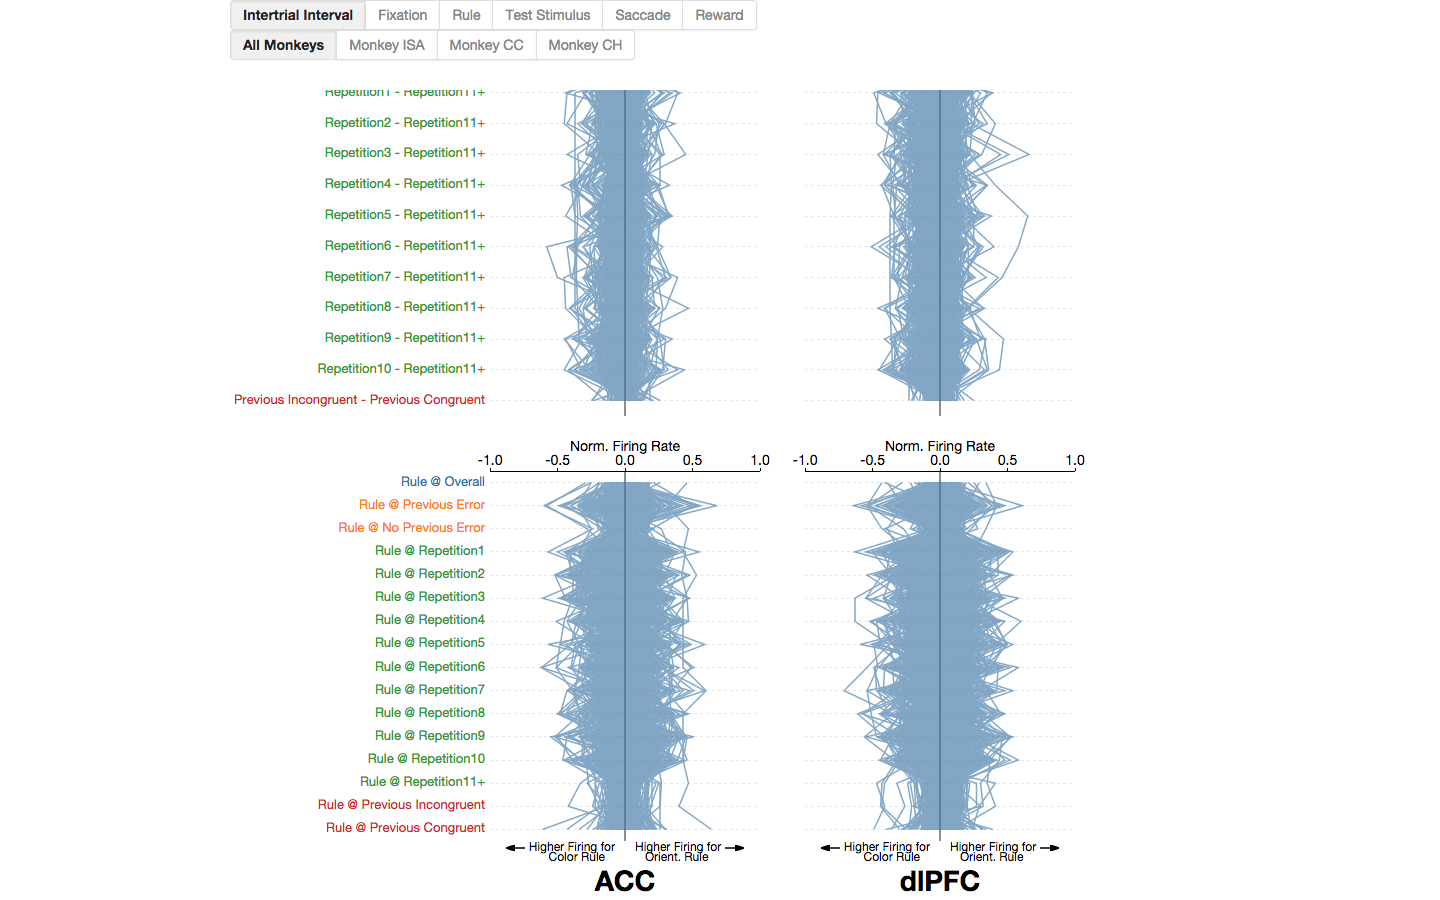 Intertrial Interval Fixation Rule Test Stimulus Saccade Reward
All Monkeys Monkey ISA Monkey CC Monkey CH
Repetition1 - Repetition11+
Repetition2 - Repetition11+
Repetition3 - Repetition11+
Repetition4 - Repetition11+
Repetition5 - Repetition11+
Repetition6 - Repetition11+
Repetition7 - Repetition11+
Repetition8 - Repetition11+
Repetition9 - Repetition11+
Repetition10 - Repetition11+
Previous Incongruent - Previous Congruent
Norm. Firing Rate Norm. Firing Rate
-1.0 -0.5 0.0 0.5 1.0 -1.0 -0.5 0.0 0.5 1.0
Rule @ Overall
Rule @ Previous Error
Rule @ No Previous Error
Rule @ Repetition1
Rule @ Repetition2
Rule @ Repetition3
Rule @ Repetition4
Rule @ Repetition5
Rule @ Repetition6
Rule @ Repetition7
Rule @ Repetition8
Rule @ Repetition9
Rule @ Repetition10
Rule @ Repetition11+
Rule @ Previous Incongruent
Rule @ Previous Congruent
Higher Firing for Higher Firing for Higher Firing for Higher Firing for
Color Rule Orient. Rule Color Rule Orient. Rule
ACC dlPFC